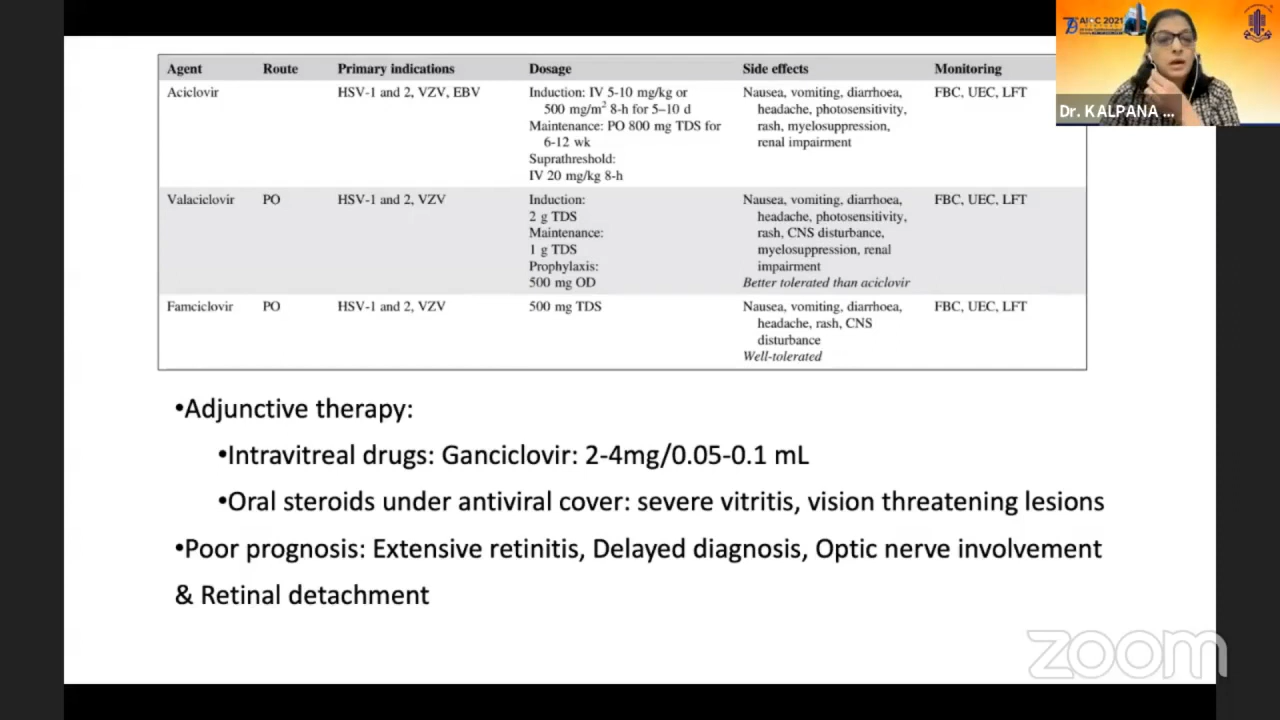 AIOC 2021
Dr. KALPANA ...
Agent Route Primary indications Dosage Side effects Monitoring
Aciclovir HSV-1 and 2, VZV, EBV Induction: IV 5-10 mg/kg or Nausea, vomiting, diarrhoea, FBC, UEC, LFT
500 mg/m² 8-h for 5–10 d headache, photosensitivity,
Maintenance: PO 800 mg TDS for rash, myelosuppression,
6-12 wk renal impairment
Suprathreshold:
IV 20 mg/kg 8-h
Valaciclovir PO HSV-1 and 2, VZV Induction: Nausea, vomiting, diarrhoea, FBC, UEC, LFT
2 g TDS headache, photosensitivity,
Maintenance: rash, CNS disturbance,
1 g TDS myelosuppression, renal
Prophylaxis: impairment
500 mg OD Better tolerated than aciclovir
Famciclovir PO HSV-1 and 2, VZV 500 mg TDS Nausea, vomiting, diarrhoea, FBC, UEC, LFT
headache, rash, CNS
disturbance
Well-tolerated
•Adjunctive therapy:
•Intravitreal drugs: Ganciclovir: 2-4mg/0.05-0.1 mL
•Oral steroids under antiviral cover: severe vitritis, vision threatening lesions
•Poor prognosis: Extensive retinitis, Delayed diagnosis, Optic nerve involvement
& Retinal detachment
zoom